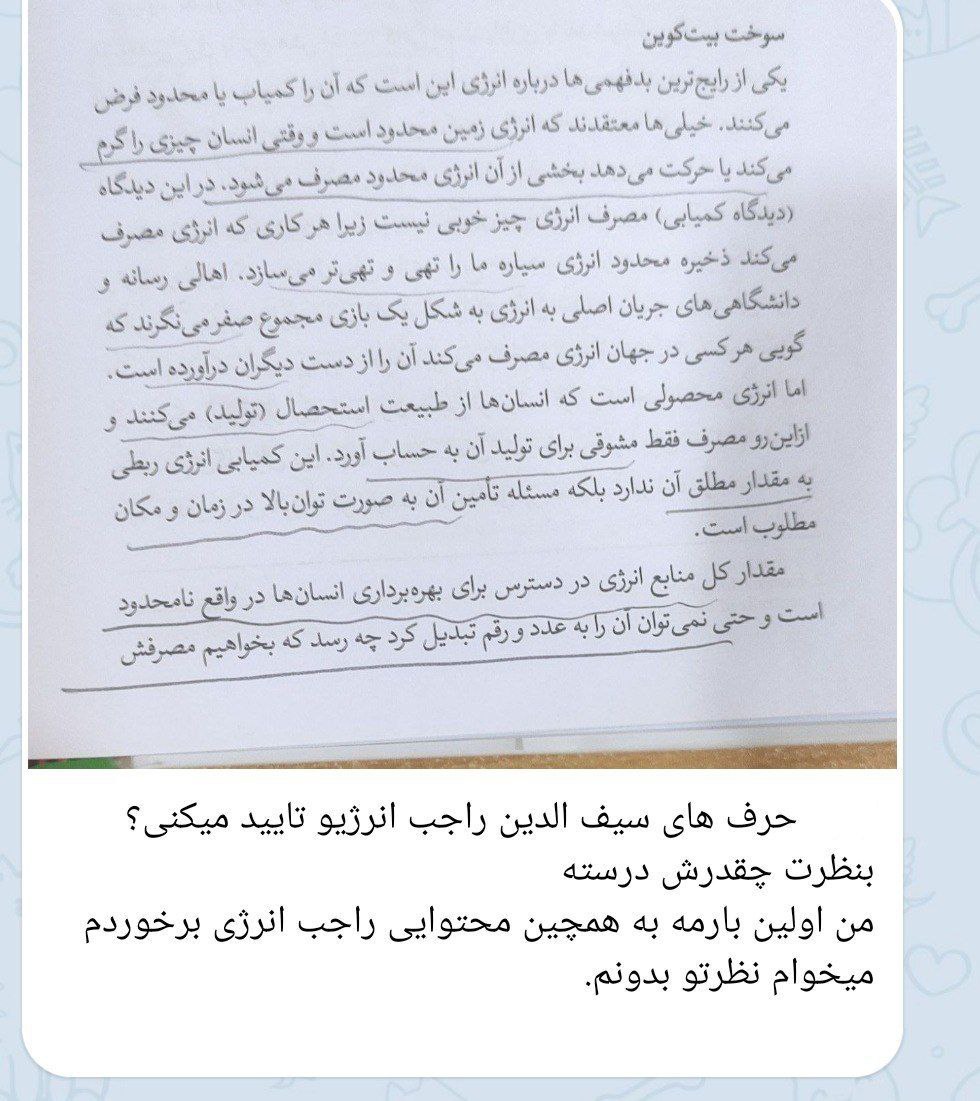 سوخت بیت‌کوین
یکی از رایج‌ترین بدفهمی‌ها درباره انرژی این است که آن را کمیاب یا محدود فرض
می‌کنند. خیلی‌ها معتقدند که انرژی زمین محدود است و وقتی انسان چیزی را گرم
می‌کند یا حرکت می‌دهد بخشی از آن انرژی محدود مصرف می‌شود. در این دیدگاه
(دیدگاه کمیابی) مصرف انرژی چیز خوبی نیست زیرا هر کاری که انرژی مصرف
می‌کند ذخیره محدود انرژی سیاره ما را تهی و تهی‌تر می‌سازد. اهالی رسانه و
دانشگاهی‌های جریان اصلی به انرژی به شکل یک بازی مجموع صفر می‌نگرند که
گویی هر کسی در جهان انرژی مصرف می‌کند آن را از دست دیگران درآورده است.
اما انرژی محصولی است که انسان‌ها از طبیعت استحصال (تولید) می‌کنند و
ازاین‌رو مصرف فقط مشوقی برای تولید آن به حساب آورد. این کمیابی انرژی ربطی
به مقدار مطلق آن ندارد بلکه مسئله تأمین آن به صورت توان‌بالا در زمان و مکان
مطلوب است.
مقدار کل منابع انرژی در دسترس برای بهره‌برداری انسان‌ها در واقع نامحدود
است و حتی نمی‌توان آن را به عدد و رقم تبدیل کرد چه رسد که بخواهیم مصرفش
حرف های سیف الدین راجب انرژیو تایید میکنی؟
بنظرت چقدرش درسته
من اولین بارمه به همچین محتوایی راجب انرژی برخوردم
میخوام نظرتو بدونم.